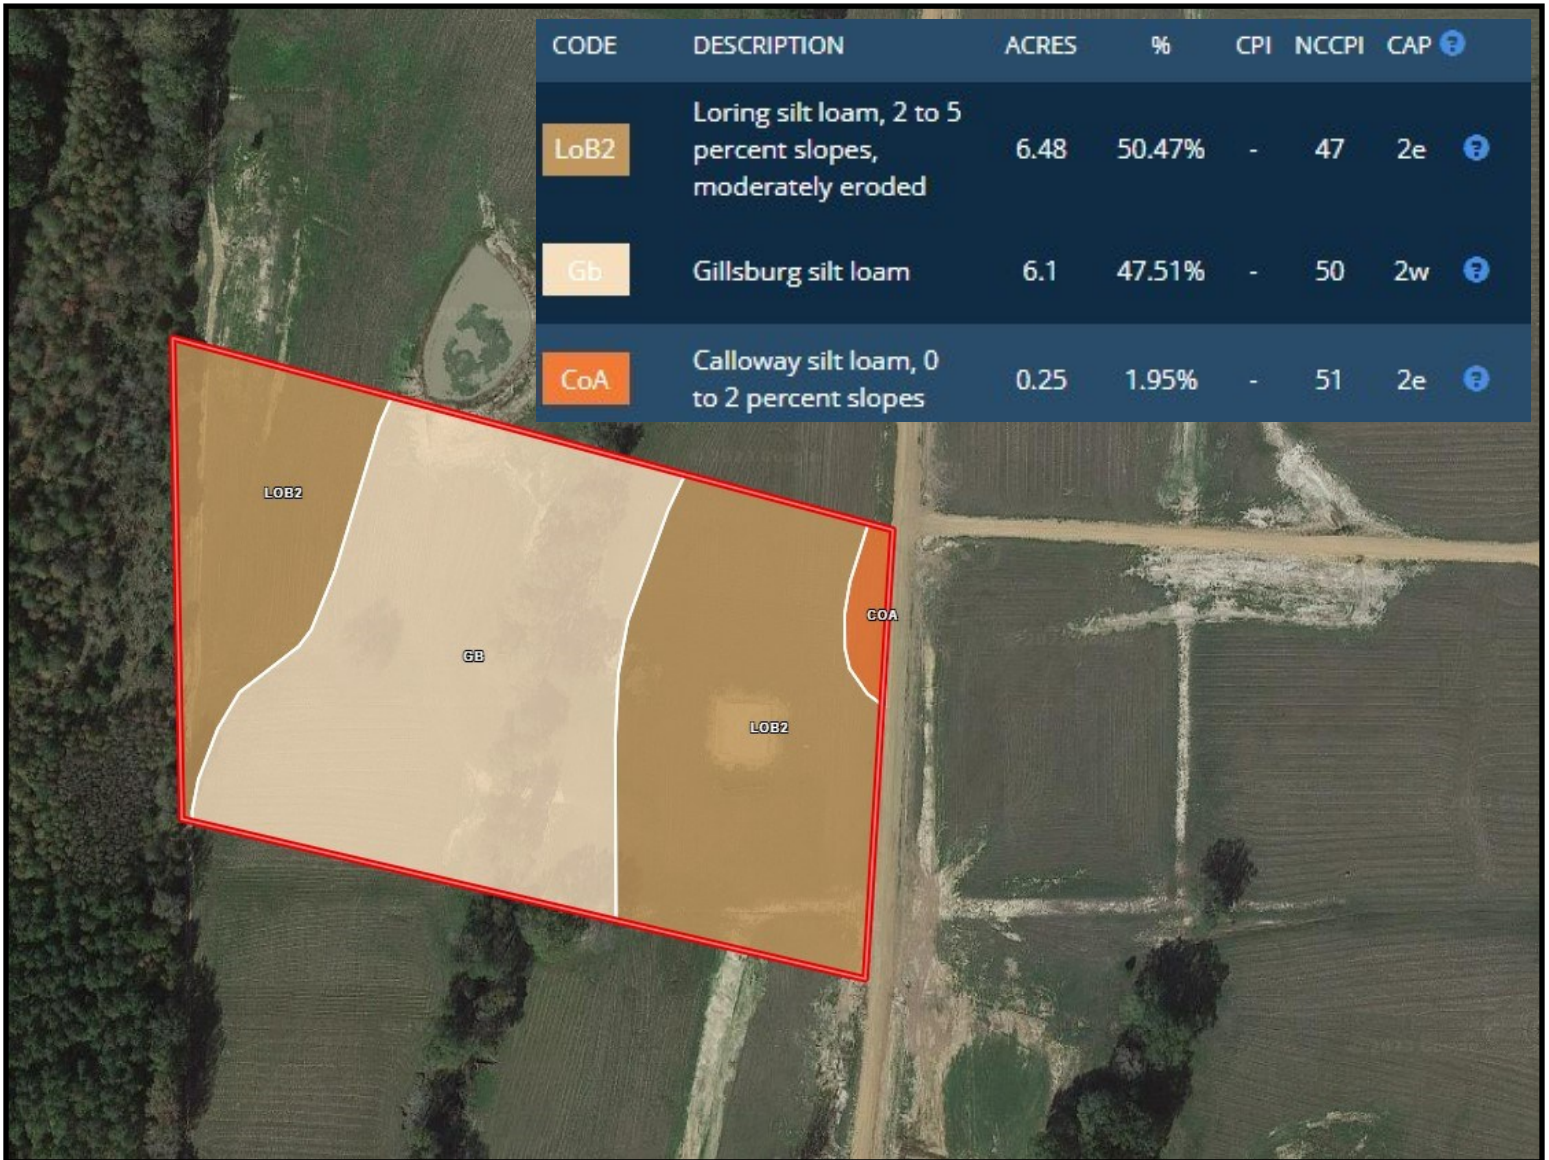 CODE DESCRIPTION ACRES % CPI NCCPI CAP ?
LoB2 Loring silt loam, 2 to 5 percent slopes, moderately eroded 6.48 50.47% - 47 2e ?
Gb Gillsburg silt loam 6.1 47.51% - 50 2w ?
CoA Calloway silt loam, 0 to 2 percent slopes 0.25 1.95% - 51 2e ?
LOB2
COA
GB
LOB2